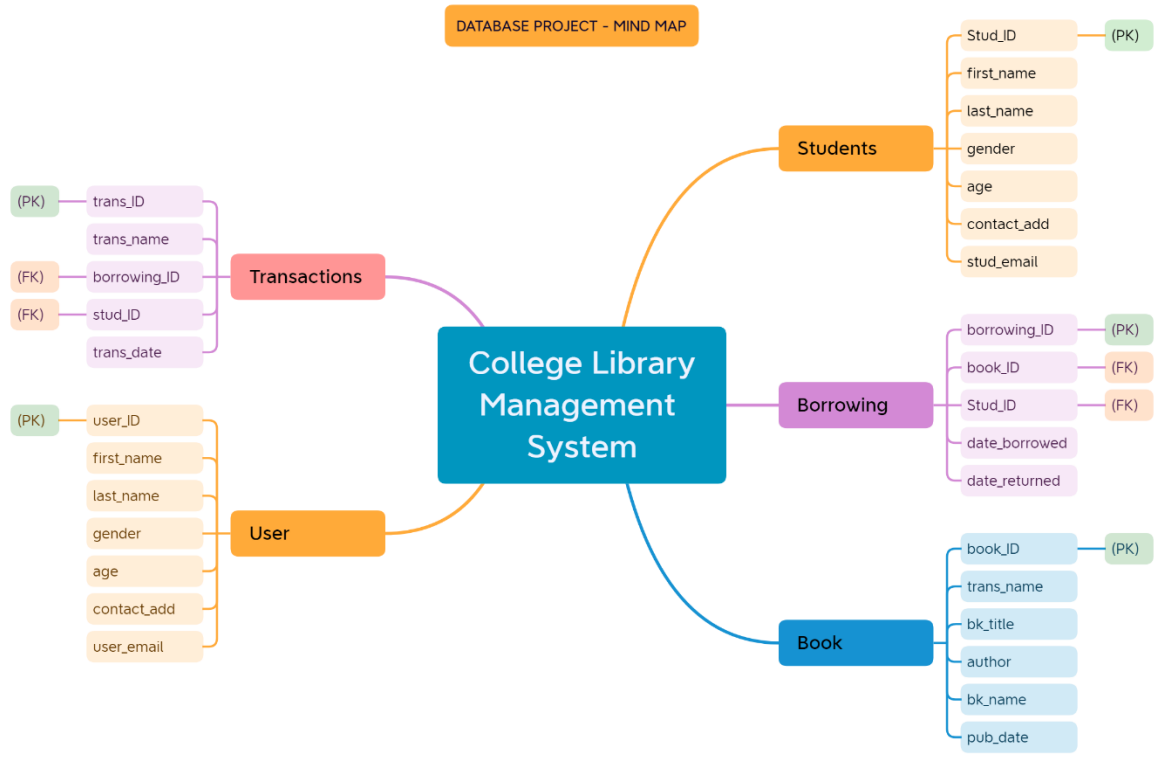 DATABASE PROJECT - MIND MAP
College Library
Management
System
Students
Stud_ID
(PK)
first_name
last_name
gender
age
contact_add
stud_email
Borrowing
borrowing_ID
(PK)
book_ID
(FK)
Stud_ID
(FK)
date_borrowed
date_returned
Book
book_ID
(PK)
trans_name
bk_title
author
bk_name
pub_date
Transactions
(PK)
trans_ID
trans_name
(FK)
borrowing_ID
(FK)
stud_ID
trans_date
User
(PK)
user_ID
first_name
last_name
gender
age
contact_add
user_email